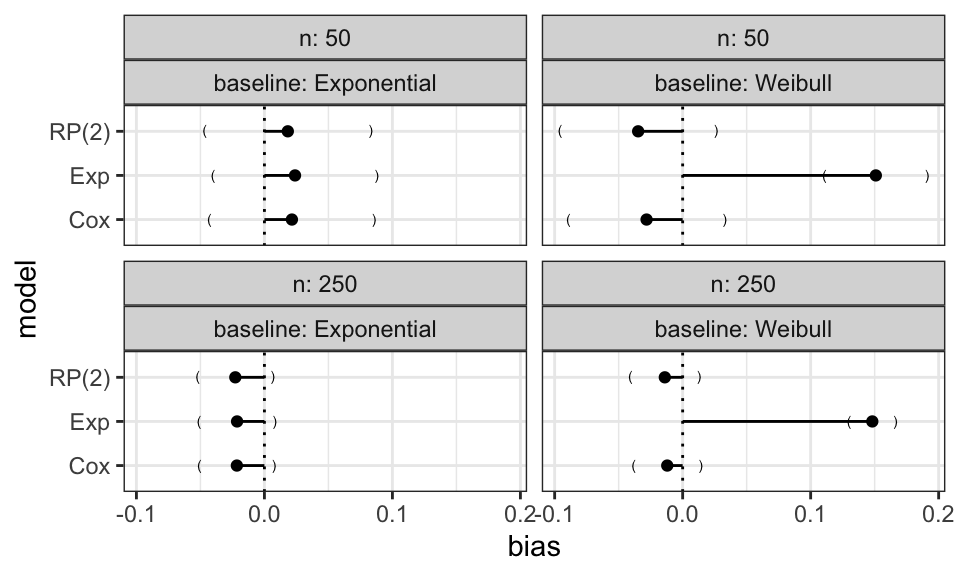 n: 50
n: 50
baseline: Exponential
baseline: Weibull
RP(2)
Exp
Cox
( )
( )
( )
( )
( )
( )
model
n: 250
n: 250
baseline: Exponential
baseline: Weibull
RP(2)
Exp
Cox
( )
( )
( )
( )
( )
( )
-0.1 0.0 0.1 0.2
-0.1 0.0 0.1 0.2
bias